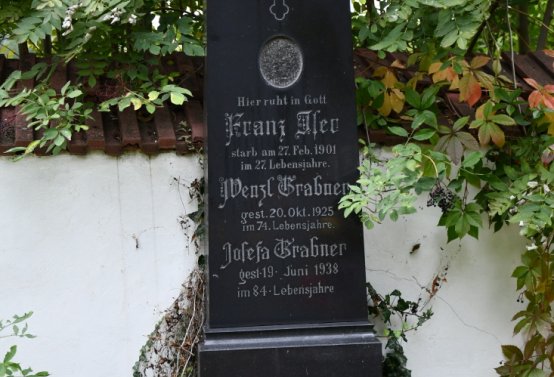 Hier ruht in Gott
Franz Ileo
starb am 27. Feb. 1901
im 27. Lebensjahre.
Wenzl Grabner
gest. 20. Okt. 1925
im 74. Lebensjahre.
Josefa Grabner
gest. 19. Juni 1938
im 84. Lebensjahre